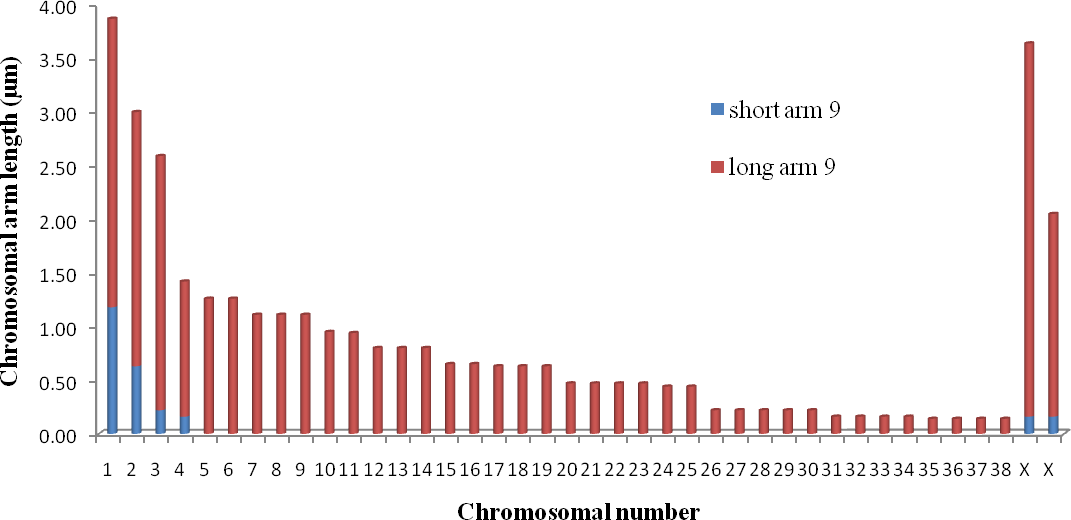 4.00
3.50
3.00
2.50
2.00
1.50
1.00
0.50
0.00
Chromosomal arm length (µm)
short arm 9
long arm 9
1 2 3 4 5 6 7 8 9 10 11 12 13 14 15 16 17 18 19 20 21 22 23 24 25 26 27 28 29 30 31 32 33 34 35 36 37 38 X X
Chromosomal number